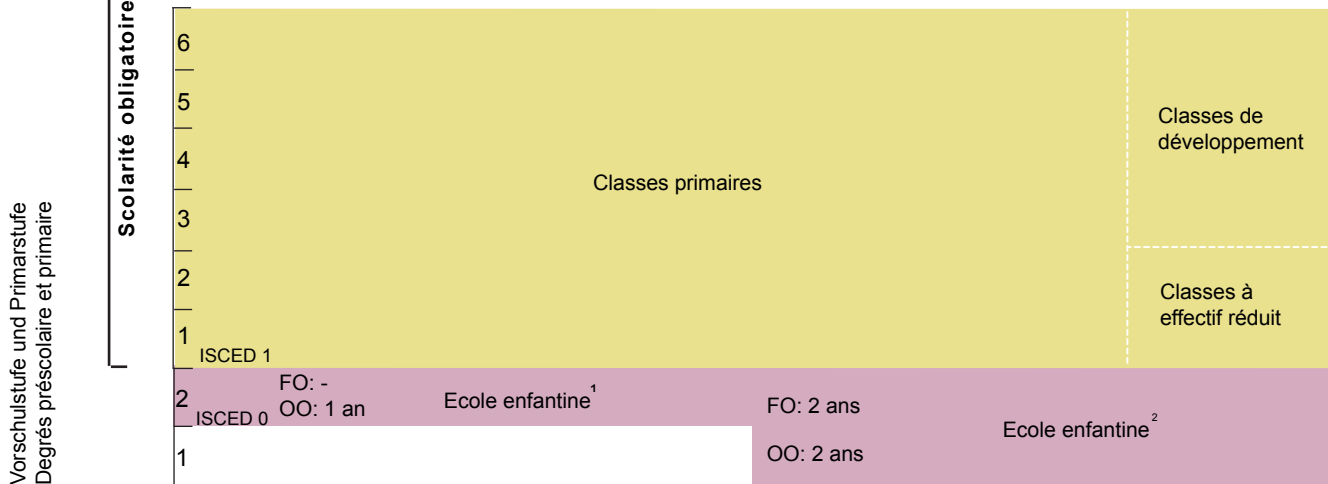 Vorschulstufe und Primarstufe
Degrés préscolaire et primaire
Scolarité obligatoire
6
5
4
3
2
1
ISCED 1
Classes primaires
Classes de
développement
Classes à
effectif réduit
2
ISCED 0
FO: -
OO: 1 an
Ecole enfantine¹
1
FO: 2 ans
OO: 2 ans
Ecole enfantine²